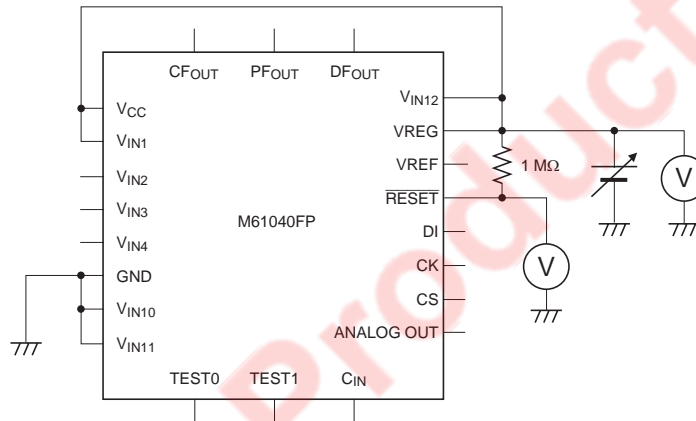 CFOUT PFOUT DFOUT
VCC
VIN1
VIN2
VIN3
VIN4
GND
VIN10
VIN11
M61040FP
VIN12
VREG
VREF
RESET
DI
CK
CS
ANALOG OUT
TEST0 TEST1 CIN
1 MΩ
V
V
Product